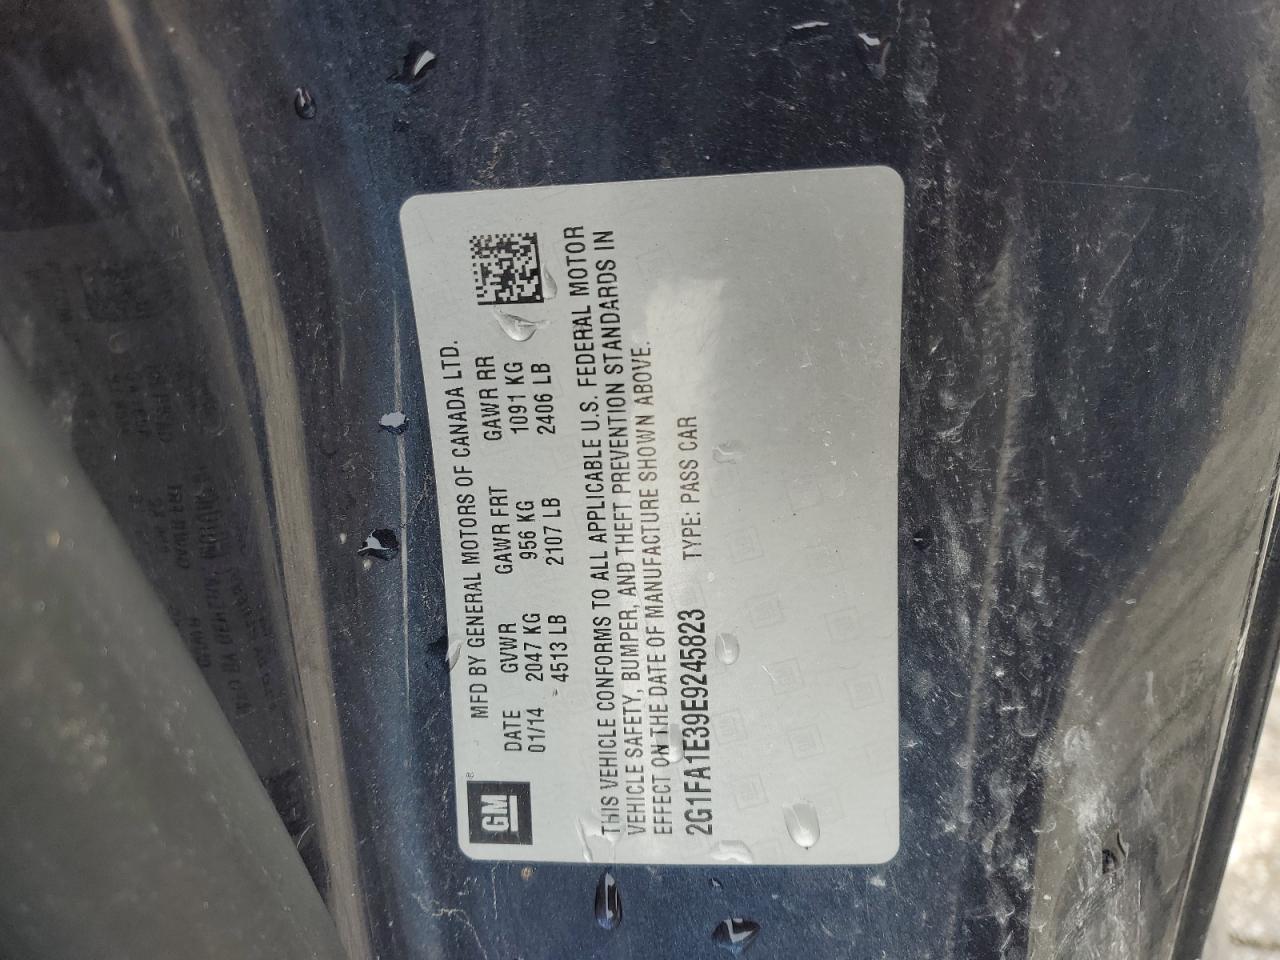 GM®
MFD BY GENERAL MOTORS OF CANADA LTD.
DATE GVWR GAWR FRT GAWR RR
01/14 2047 KG 956 KG 1091 KG
4513 LB 2107 LB 2406 LB
THIS VEHICLE CONFORMS TO ALL APPLICABLE U.S. FEDERAL MOTOR
VEHICLE SAFETY, BUMPER, AND THEFT PREVENTION STANDARDS IN
EFFECT ON THE DATE OF MANUFACTURE SHOWN ABOVE.
2G1FA1E39E9245823 TYPE: PASS CAR